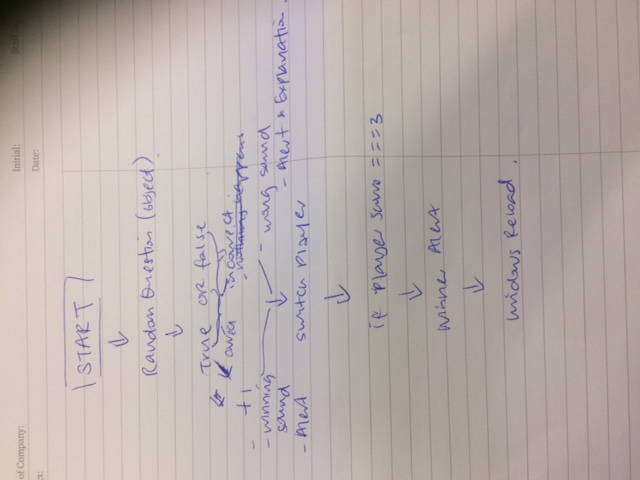 of Company:
Initial:
ct:
Date:
START
Random Question (object)
True or false
correct incorrect
+1
- nothing happens
- winning sound
- wrong sound
- Alert
- Alert & Explanation.
Switch Player
if Player Score === 3
Winner Alert
Windows Reload.